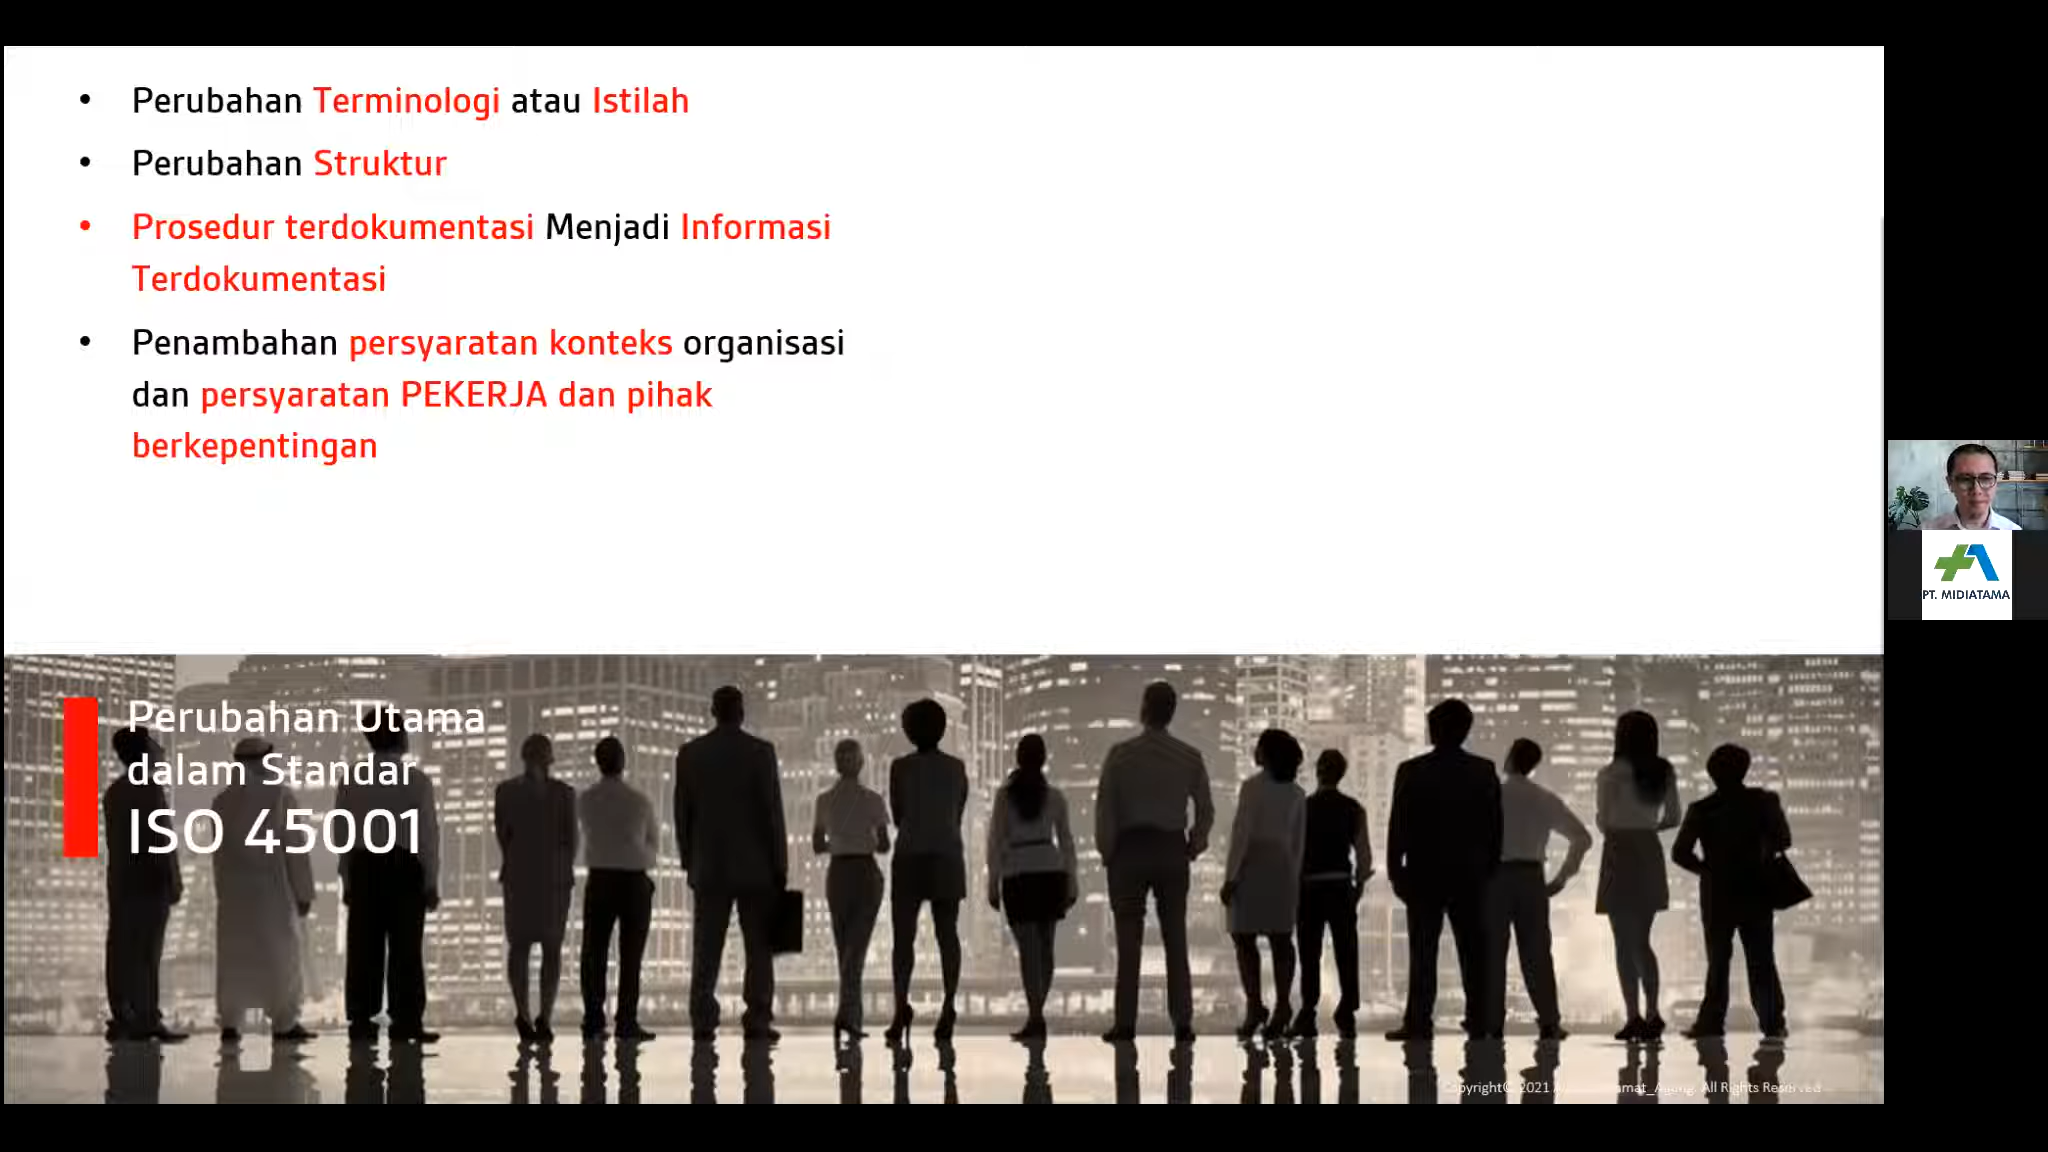 • Perubahan Terminologi atau Istilah
• Perubahan Struktur
• Prosedur terdokumentasi Menjadi Informasi
Terdokumentasi
• Penambahan persyaratan konteks organisasi
dan persyaratan PEKERJA dan pihak
berkepentingan
PT. MIDIATAMA
Perubahan Utama
dalam Standar
ISO 45001
Copyright© 2021 All Rights Reserved